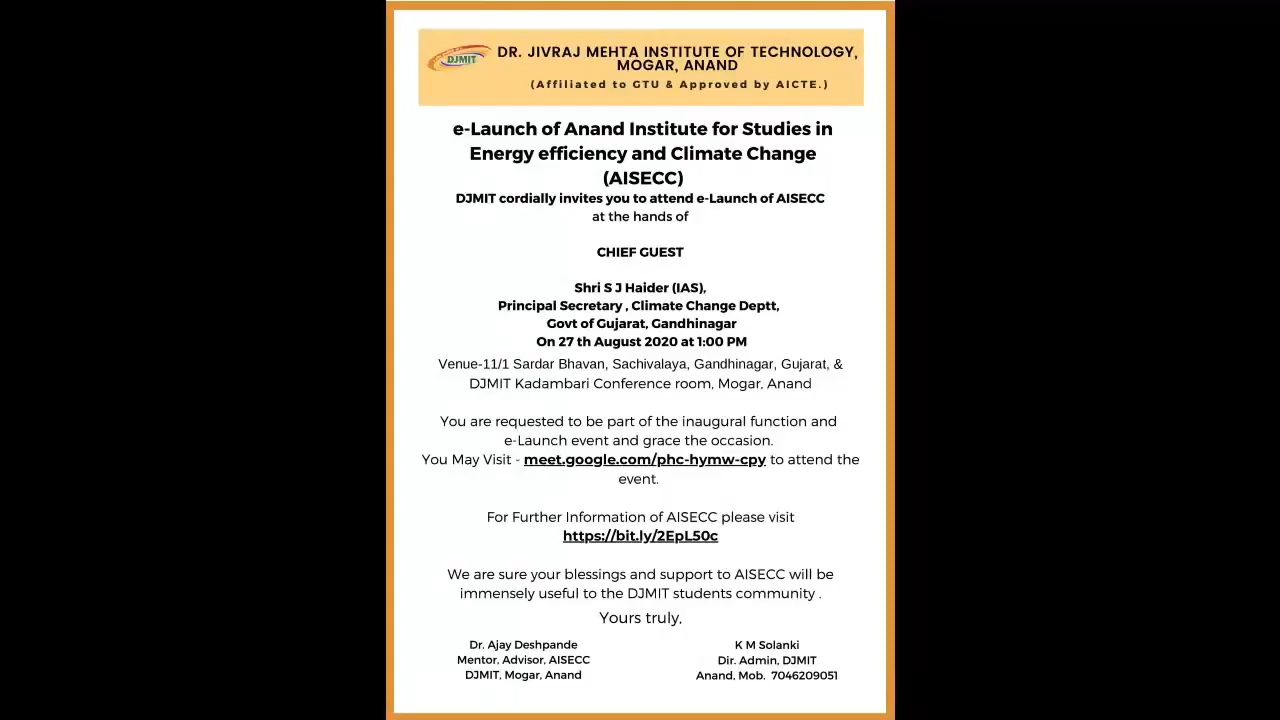 DJMIT
DR. JIVRAJ MEHTA INSTITUTE OF TECHNOLOGY,
MOGAR, ANAND
(Affiliated to GTU & Approved by AICTE.)
e-Launch of Anand Institute for Studies in
Energy efficiency and Climate Change
(AISECC)
DJMIT cordially invites you to attend e-Launch of AISECC
at the hands of
CHIEF GUEST
Shri S J Haider (IAS),
Principal Secretary , Climate Change Deptt,
Govt of Gujarat, Gandhinagar
On 27 th August 2020 at 1:00 PM
Venue-11/1 Sardar Bhavan, Sachivalaya, Gandhinagar, Gujarat, &
DJMIT Kadambari Conference room, Mogar, Anand
You are requested to be part of the inaugural function and
e-Launch event and grace the occasion.
You May Visit - meet.google.com/phc-hymw-cpy to attend the
event.
For Further Information of AISECC please visit
https://bit.ly/2EpL50c
We are sure your blessings and support to AISECC will be
immensely useful to the DJMIT students community .
Yours truly,
Dr. Ajay Deshpande
Mentor, Advisor, AISECC
DJMIT, Mogar, Anand
K M Solanki
Dir. Admin, DJMIT
Anand, Mob. 7046209051